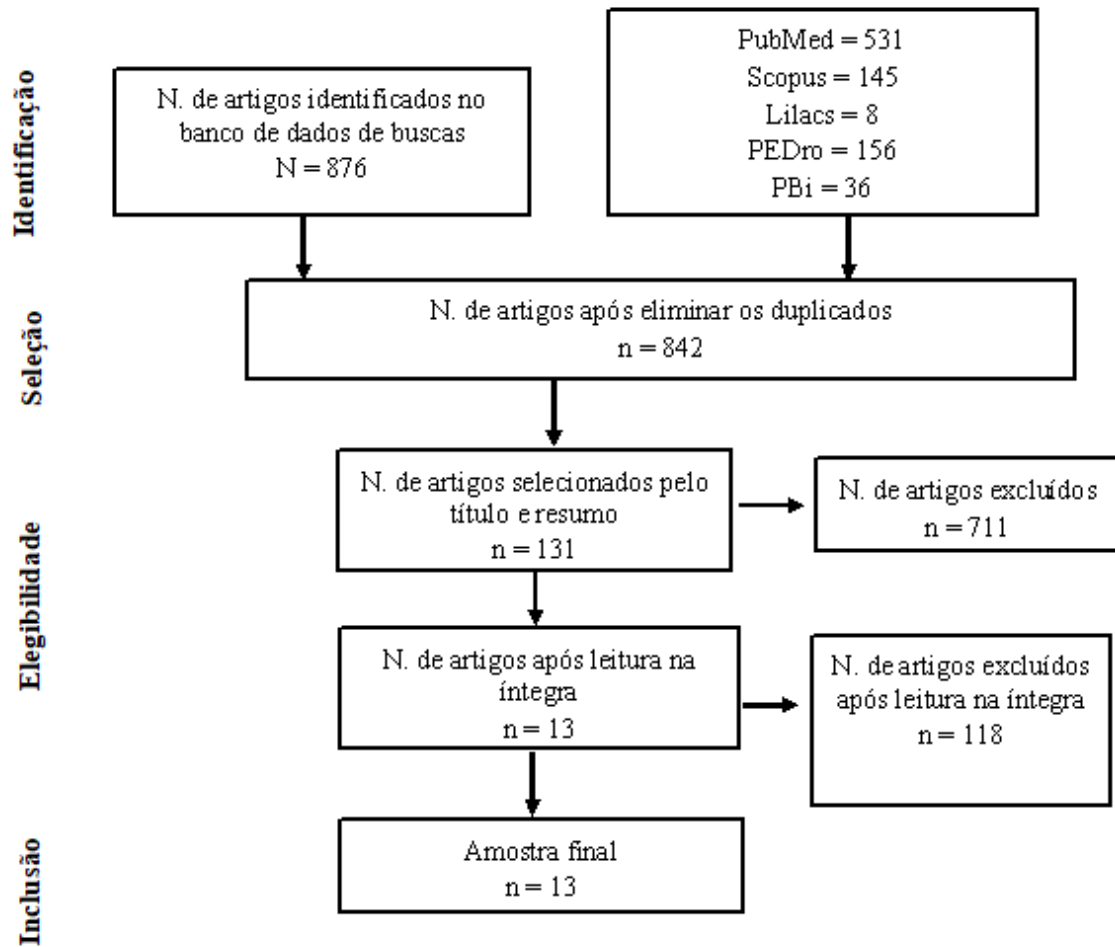 Identificação
N. de artigos identificados no
banco de dados de buscas
N = 876
PubMed = 531
Scopus = 145
Lilacs = 8
PEDro = 156
PBi = 36
Seleção
N. de artigos após eliminar os duplicados
n = 842
Elegibilidade
N. de artigos selecionados pelo
título e resumo
n = 131
N. de artigos excluídos
n = 711
N. de artigos após leitura na
íntegra
n = 13
N. de artigos excluídos
após leitura na íntegra
n = 118
Inclusão
Amostra final
n = 13